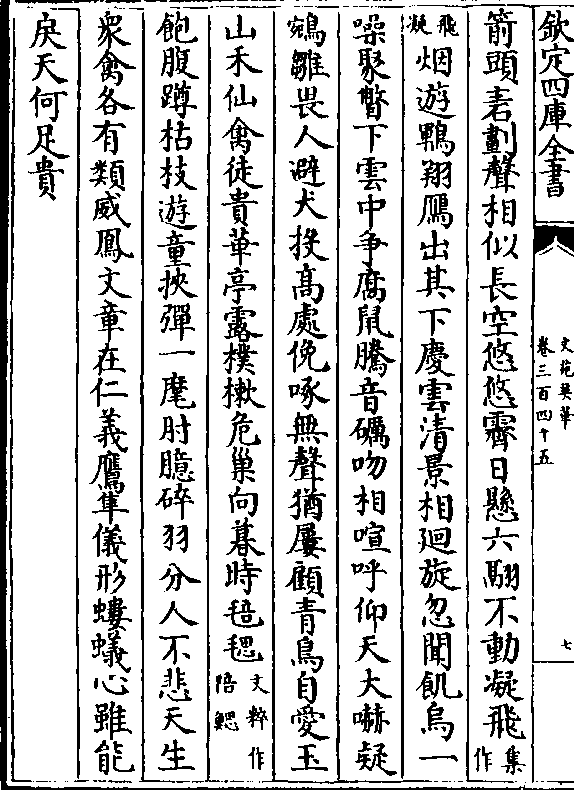 欽定四庫全書
文苑英華
卷三百四十五
七
箭頭砉劃聲相似長空悠悠霽日懸六翮不動凝飛集作
飛凝烟遊鵾翔鴈出其下慶雲清景相迴旋忽聞飢烏一
噪聚瞥下雲中爭腐鼠騰音礪吻相喧呼仰天大嚇疑
鵷雛畏人避犬投高處俛啄無聲猶屢顧青鳥自愛玉
山禾仙禽徒貴華亭露樸樕危巢向暮時毰毸文粹作陪鰓
飽腹蹲枯枝遊童挾彈一麾肘臆碎羽分人不悲天生
衆禽各有類威鳳文章在仁義鷹隼儀形螻蟻心雖能
戾天何足貴